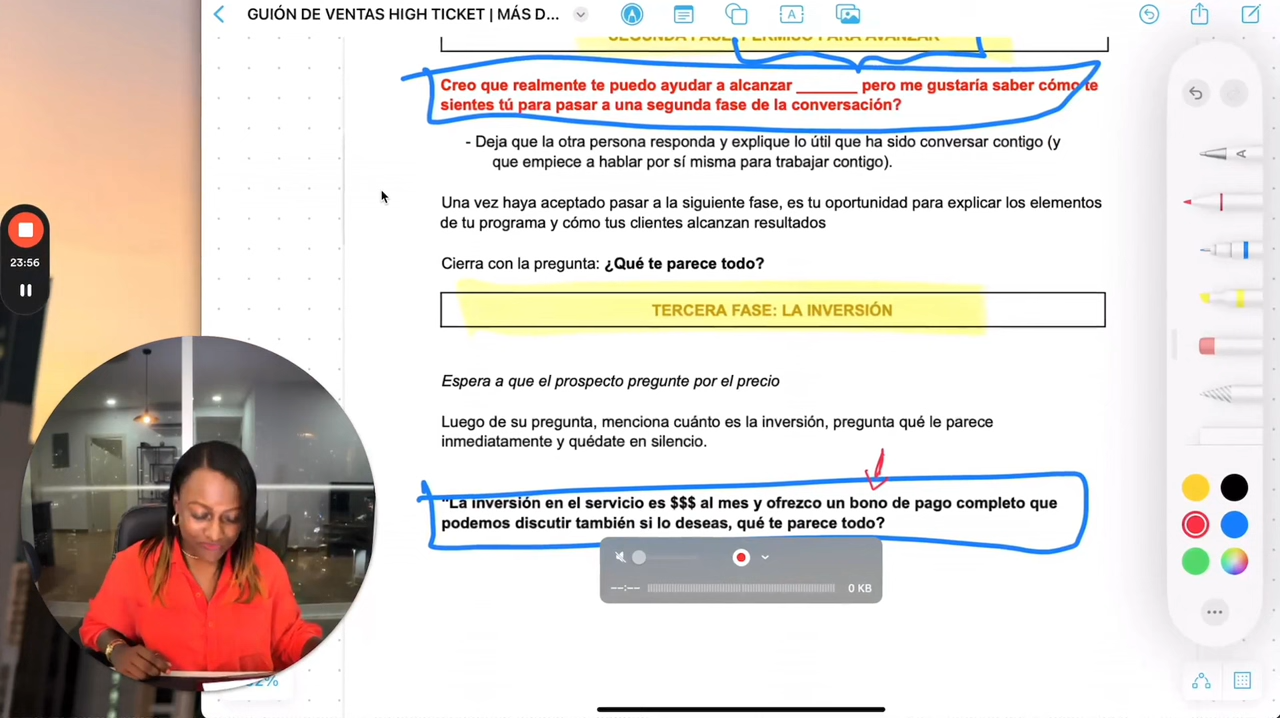 GUIÓN DE VENTAS HIGH TICKET | MÁS D...
SEGUNDA FASE: PERMISO PARA AVANZAR
Creo que realmente te puedo ayudar a alcanzar _______ pero me gustaría saber cómo te
sientes tú para pasar a una segunda fase de la conversación?
- Deja que la otra persona responda y explique lo útil que ha sido conversar contigo (y
que empiece a hablar por sí misma para trabajar contigo).
Una vez haya aceptado pasar a la siguiente fase, es tu oportunidad para explicar los elementos
de tu programa y cómo tus clientes alcanzan resultados
Cierra con la pregunta: ¿Qué te parece todo?
TERCERA FASE: LA INVERSIÓN
Espera a que el prospecto pregunte por el precio
Luego de su pregunta, menciona cuánto es la inversión, pregunta qué le parece
inmediatamente y quédate en silencio.
"La inversión en el servicio es $$$ al mes y ofrezco un bono de pago completo que
podemos discutir también si lo deseas, qué te parece todo?
23:56
--:--
0 KB
A
A